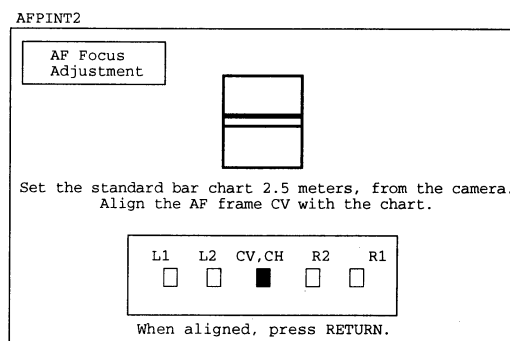 AFPINT2
AF Focus
Adjustment
Set the standard bar chart 2.5 meters, from the camera.
Align the AF frame CV with the chart.
L1 L2 CV,CH R2 R1
When aligned, press RETURN.